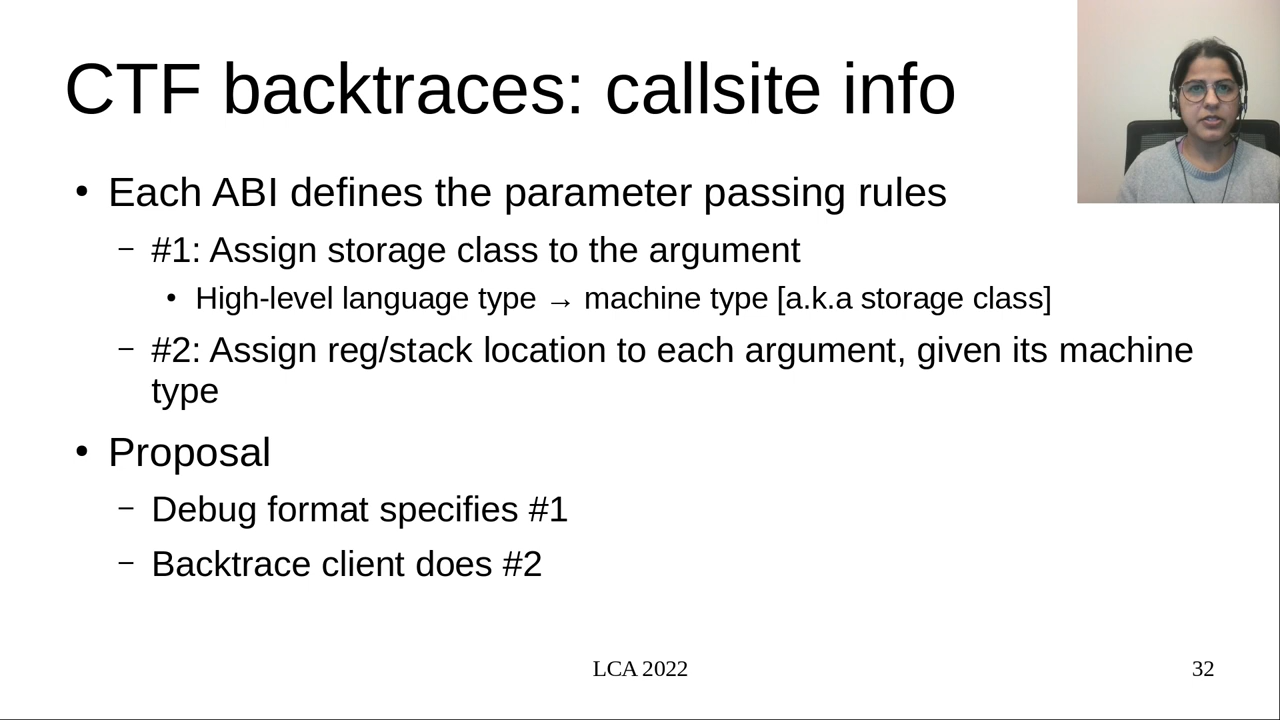 CTF backtraces: callsite info
• Each ABI defines the parameter passing rules
– #1: Assign storage class to the argument
• High-level language type → machine type [a.k.a storage class]
– #2: Assign reg/stack location to each argument, given its machine
type
• Proposal
– Debug format specifies #1
– Backtrace client does #2
LCA 2022
32